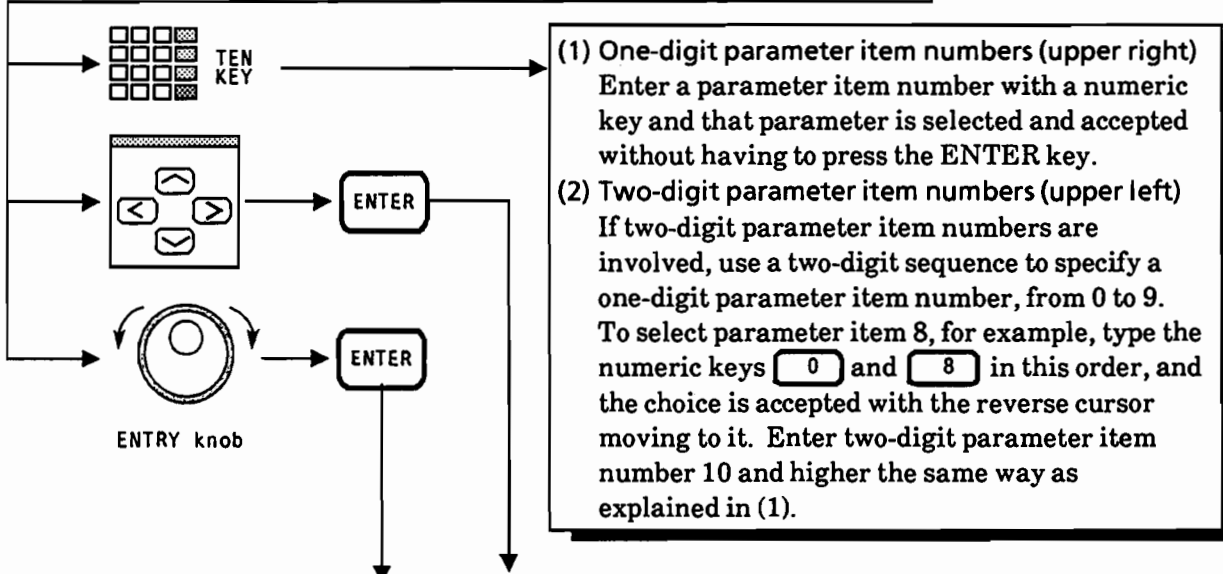 TEN
KEY
ENTER
ENTER
ENTRY knob
(1) One-digit parameter item numbers (upper right)
Enter a parameter item number with a numeric
key and that parameter is selected and accepted
without having to press the ENTER key.
(2) Two-digit parameter item numbers (upper left)
If two-digit parameter item numbers are
involved, use a two-digit sequence to specify a
one-digit parameter item number, from 0 to 9.
To select parameter item 8, for example, type the
numeric keys 0 and 8 in this order, and
the choice is accepted with the reverse cursor
moving to it. Enter two-digit parameter item
number 10 and higher the same way as
explained in (1).